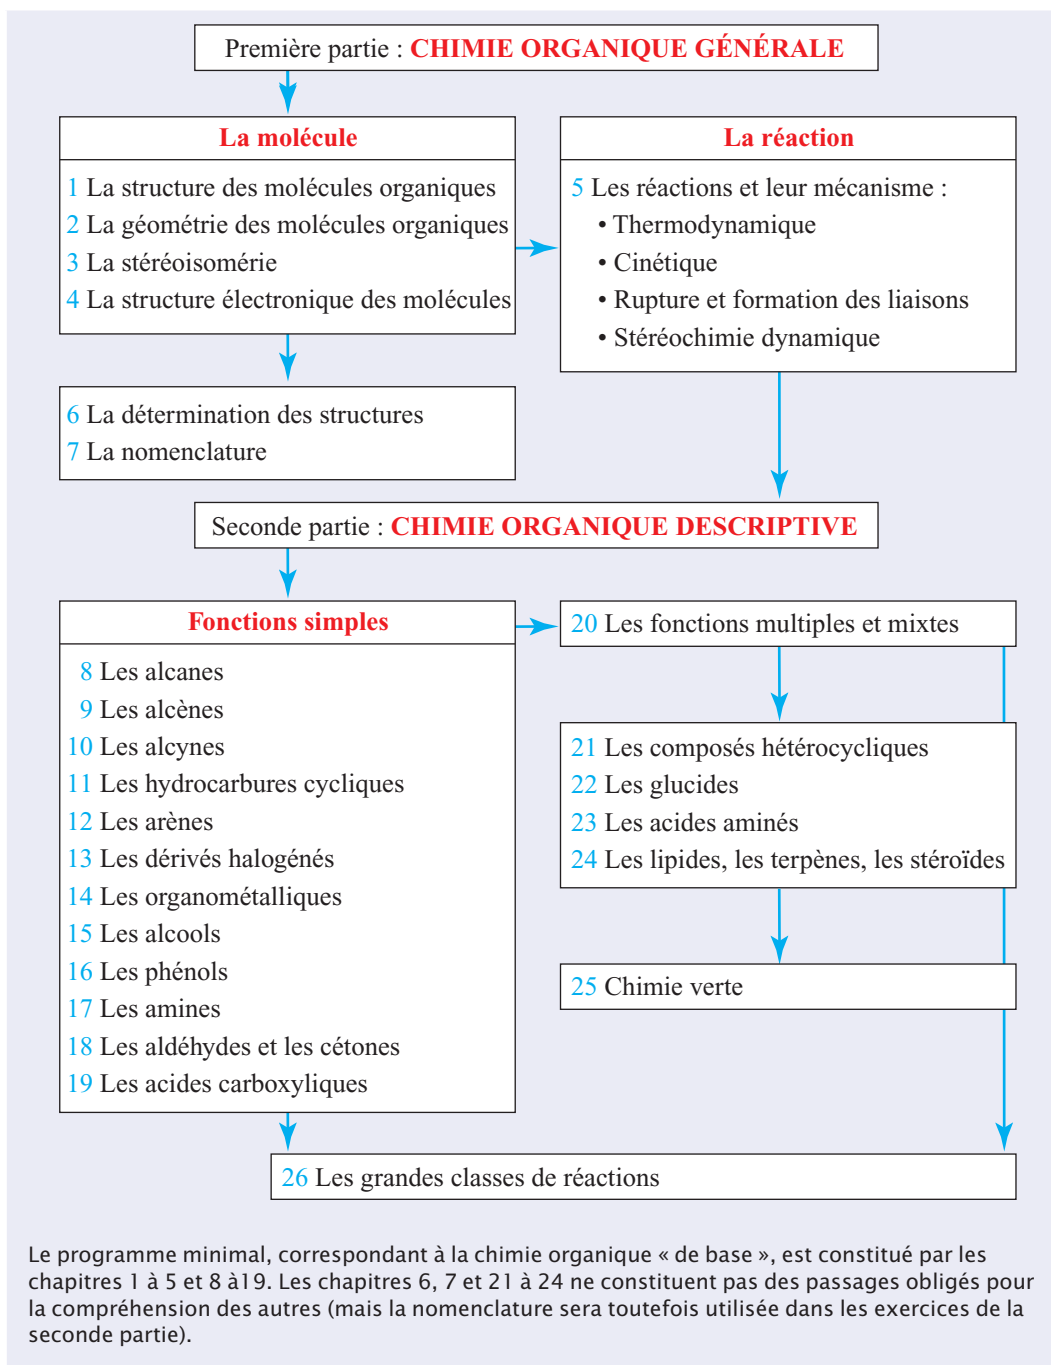 Première partie : CHIMIE ORGANIQUE GÉNÉRALE
La molécule
1 La structure des molécules organiques
2 La géométrie des molécules organiques
3 La stéréoisomérie
4 La structure électronique des molécules
La réaction
5 Les réactions et leur mécanisme :
• Thermodynamique
• Cinétique
• Rupture et formation des liaisons
• Stéréochimie dynamique
6 La détermination des structures
7 La nomenclature
Seconde partie : CHIMIE ORGANIQUE DESCRIPTIVE
Fonctions simples
8 Les alcanes
9 Les alcènes
10 Les alcynes
11 Les hydrocarbures cycliques
12 Les arènes
13 Les dérivés halogénés
14 Les organométalliques
15 Les alcools
16 Les phénols
17 Les amines
18 Les aldéhydes et les cétones
19 Les acides carboxyliques
20 Les fonctions multiples et mixtes
21 Les composés hétérocycliques
22 Les glucides
23 Les acides aminés
24 Les lipides, les terpènes, les stéroïdes
25 Chimie verte
26 Les grandes classes de réactions
Le programme minimal, correspondant à la chimie organique « de base », est constitué par les
chapitres 1 à 5 et 8 à19. Les chapitres 6, 7 et 21 à 24 ne constituent pas des passages obligés pour
la compréhension des autres (mais la nomenclature sera toutefois utilisée dans les exercices de la
seconde partie).